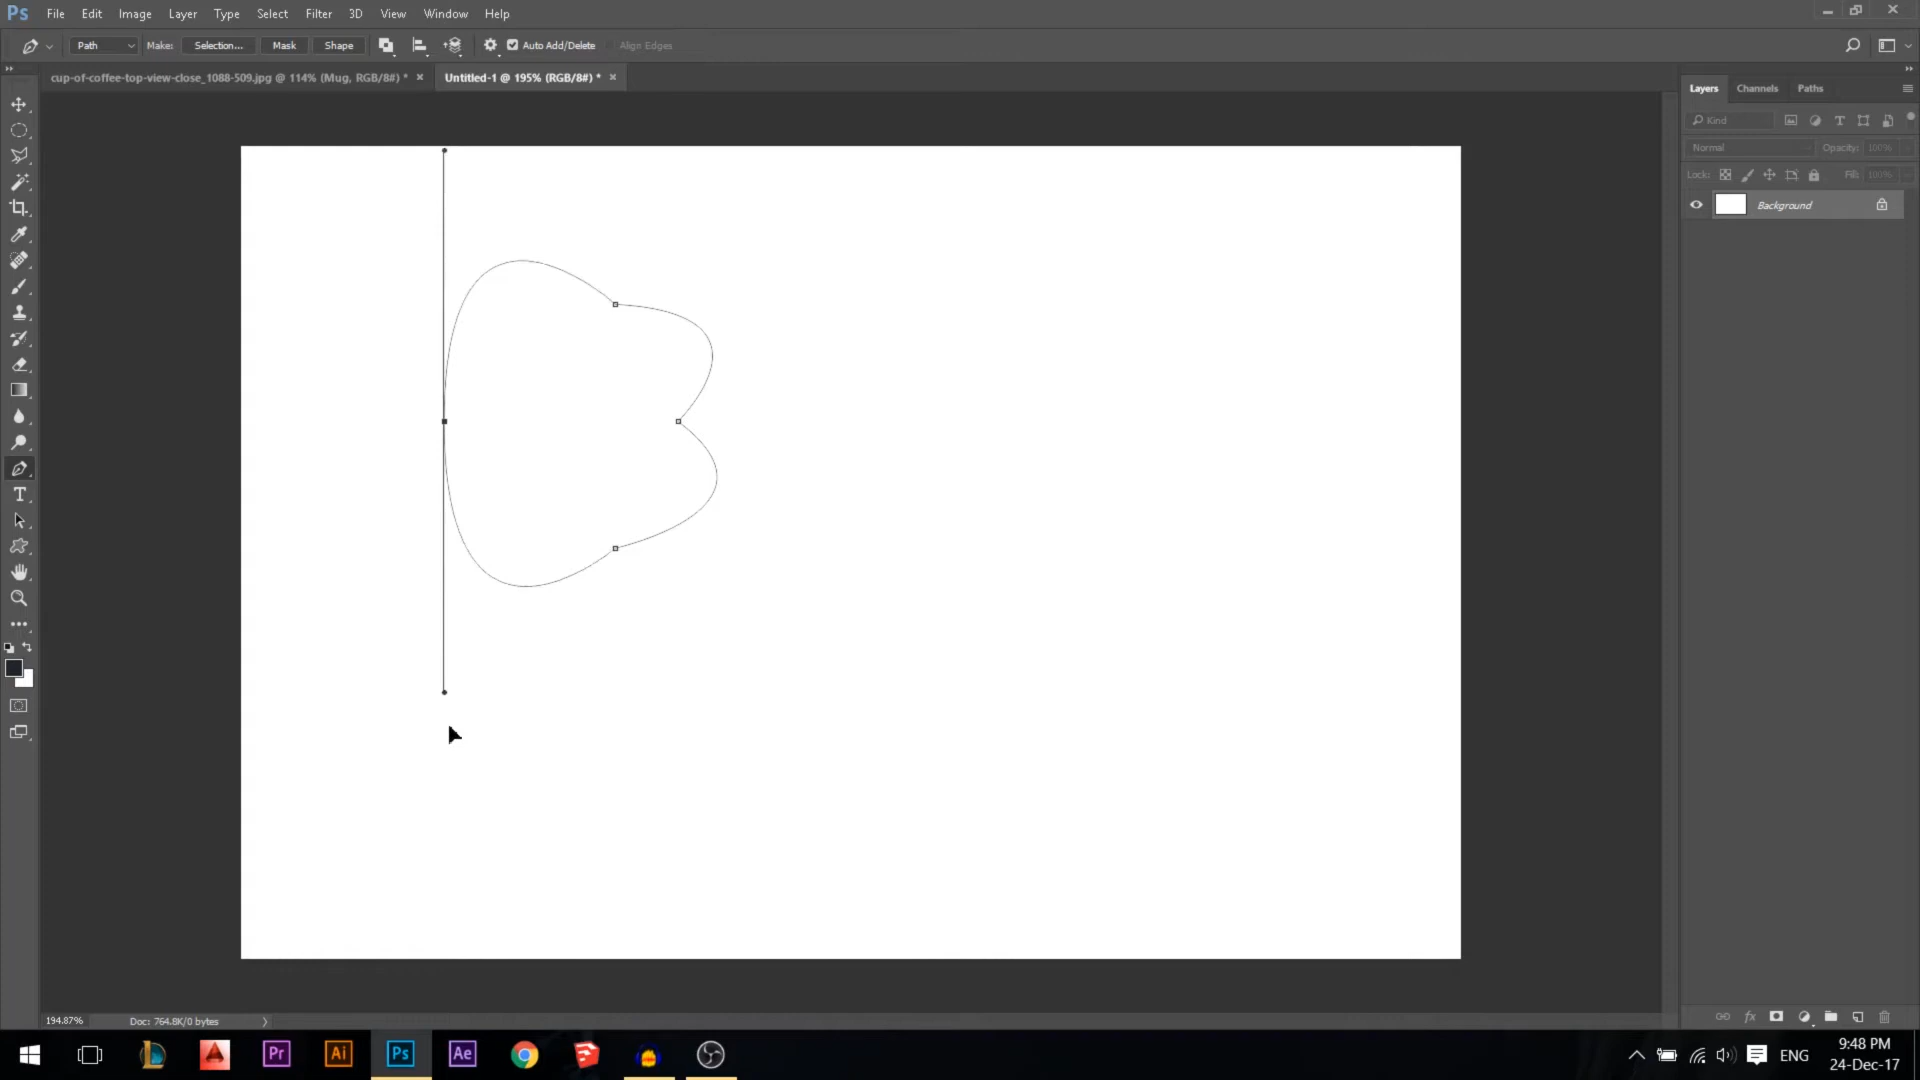 Ps File Edit Image Layer Type Select Filter 3D View Window Help
Path Make: Selection... Mask Shape Auto Add/Delete Align Edges
cup-of-coffee-top-view-close_1088-509.jpg @ 114% (Mug, RGB/8#) * × Untitled-1 @ 195% (RGB/8#) * ×
Layers Channels Paths
Kind
Normal Opacity: 100%
Lock: Fill: 100%
Background
194.87% Doc: 764.8K/0 bytes
Pr Ai Ps Ae ENG
9:48 PM
24-Dec-17